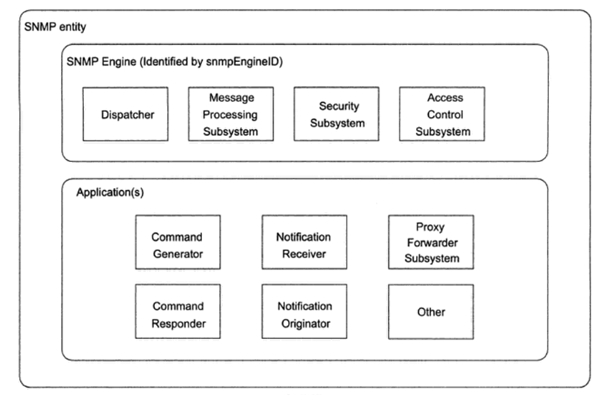 SNMP entity
SNMP Engine (Identified by snmpEngineID)
Dispatcher
Message
Processing
Subsystem
Security
Subsystem
Access
Control
Subsystem
Application(s)
Command
Generator
Notification
Receiver
Proxy
Forwarder
Subsystem
Command
Responder
Notification
Originator
Other